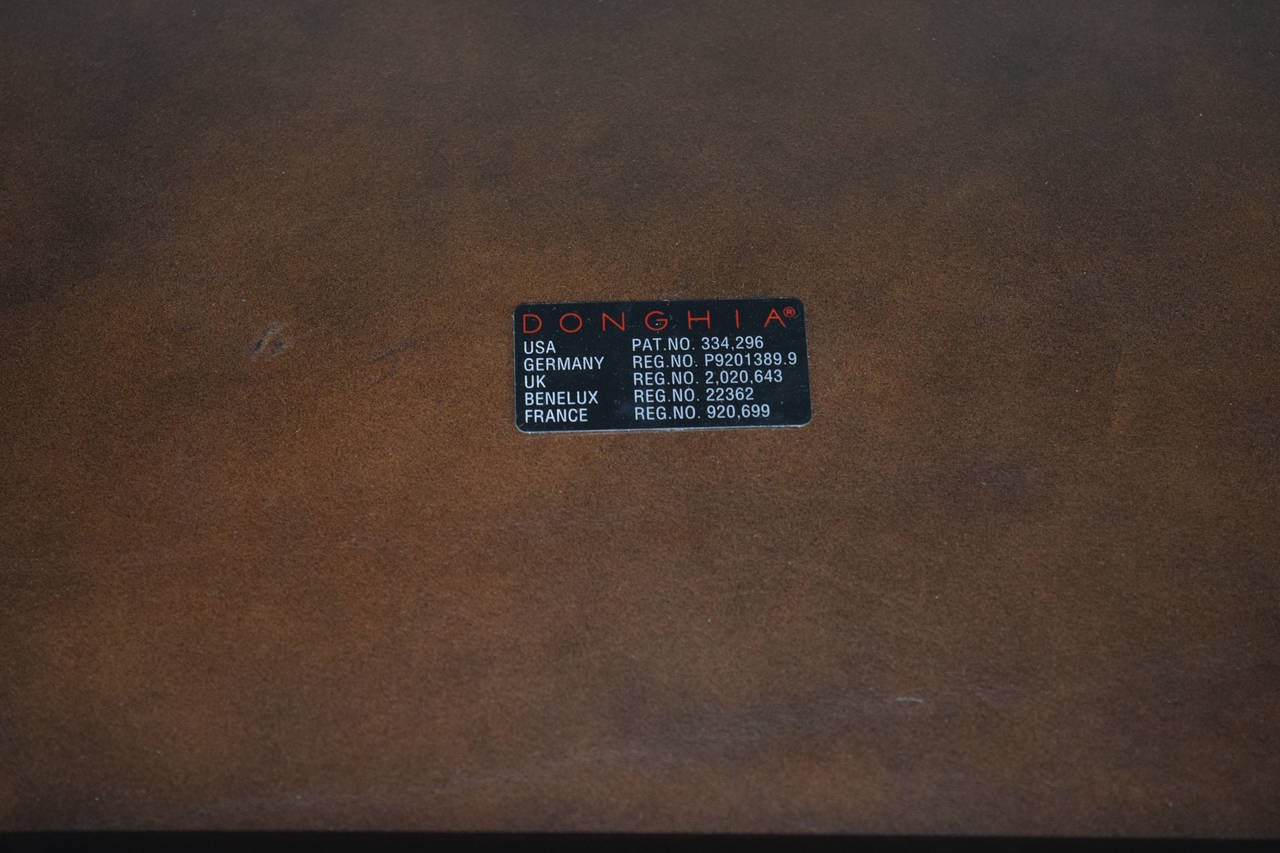 DONGHIA®
USA PAT.NO. 334,296
GERMANY REG.NO. P9201389.9
UK REG.NO. 2,020,643
BENELUX REG.NO. 22362
FRANCE REG.NO. 920,699